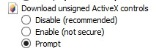 Download unsigned ActiveX controls
Disable (recommended)
Enable (not secure)
Prompt